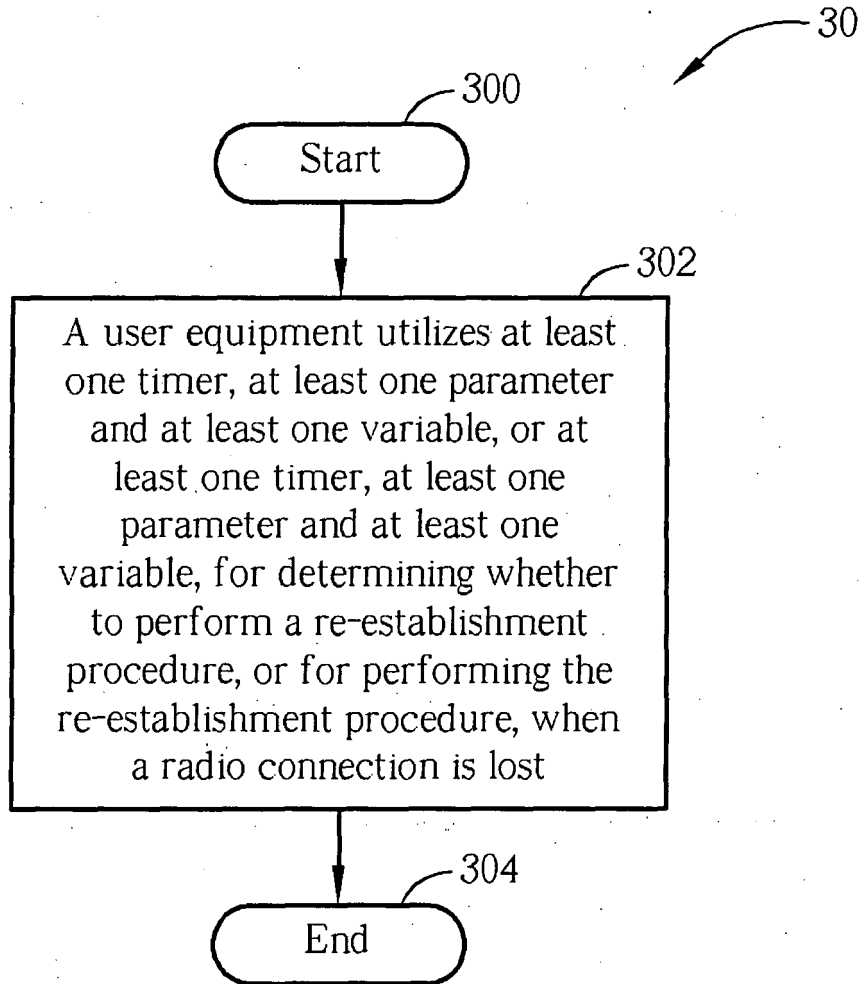 30
300
Start
302
A user equipment utilizes at least
one timer, at least one parameter
and at least one variable, or at
least one timer, at least one
parameter and at least one
variable, for determining whether
to perform a re-establishment
procedure, or for performing the
re-establishment procedure, when
a radio connection is lost
304
End